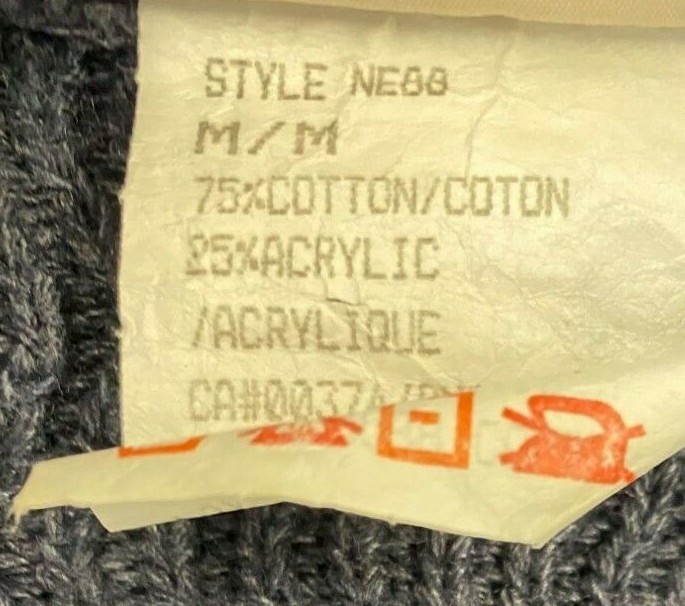 STYLE NE88
M/M
75%COTTON/COTON
25%ACRYLIC
/ACRYLIQUE